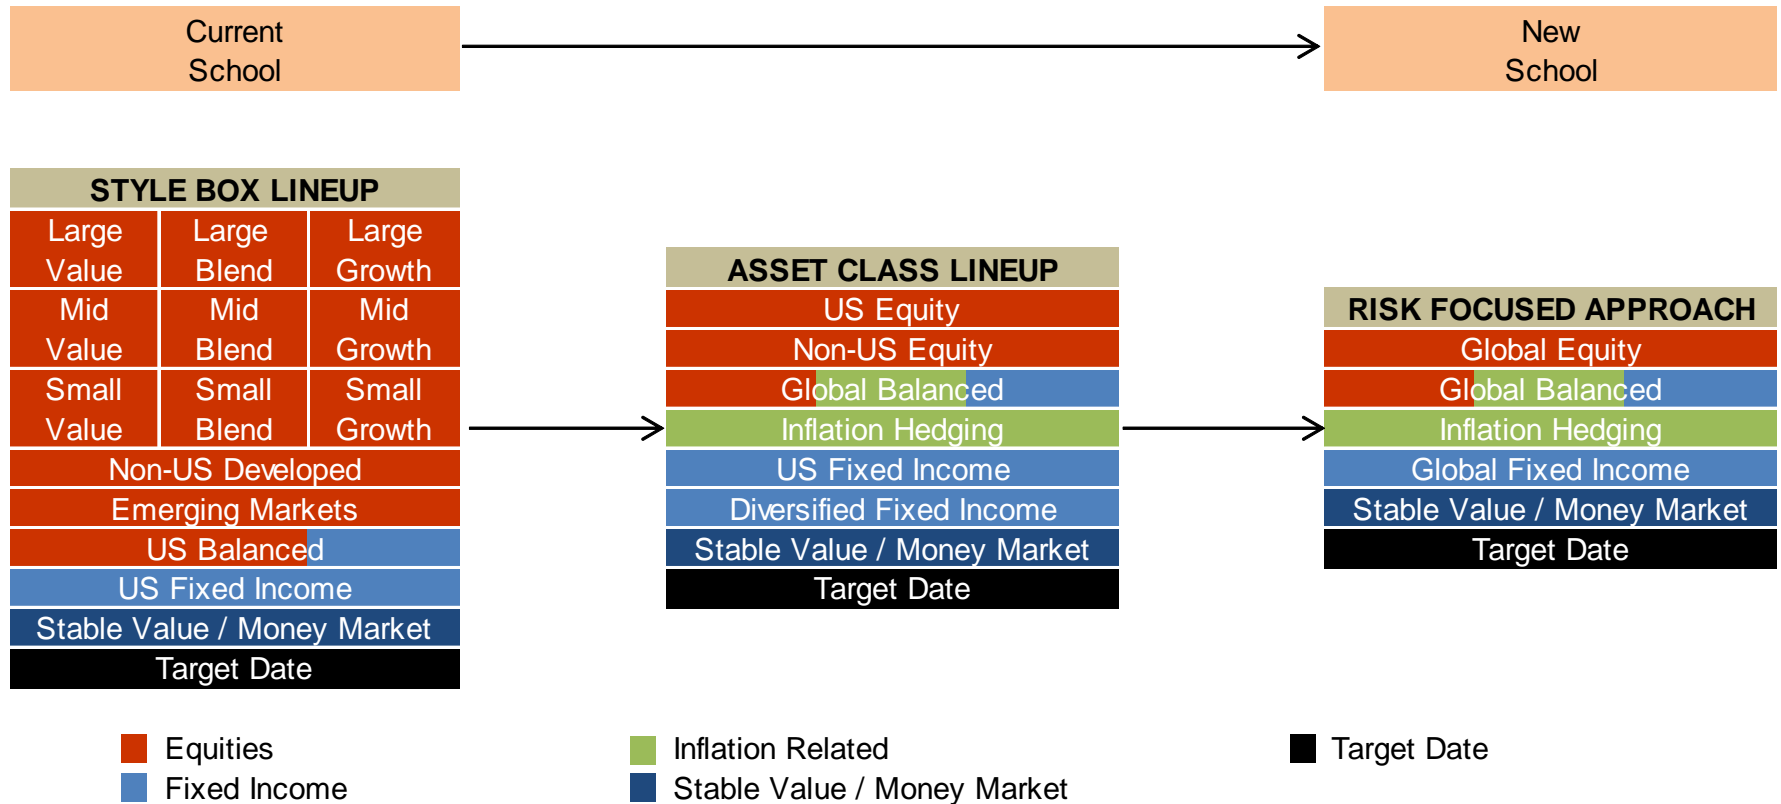 Current
School
New
School
STYLE BOX LINEUP
Large
Value
Large
Blend
Large
Growth
Mid
Value
Mid
Blend
Mid
Growth
Small
Value
Small
Blend
Small
Growth
Non-US Developed
Emerging Markets
US Balanced
US Fixed Income
Stable Value / Money Market
Target Date
ASSET CLASS LINEUP
US Equity
Non-US Equity
Global Balanced
Inflation Hedging
US Fixed Income
Diversified Fixed Income
Stable Value / Money Market
Target Date
RISK FOCUSED APPROACH
Global Equity
Global Balanced
Inflation Hedging
Global Fixed Income
Stable Value / Money Market
Target Date
Equities
Fixed Income
Inflation Related
Stable Value / Money Market
Target Date